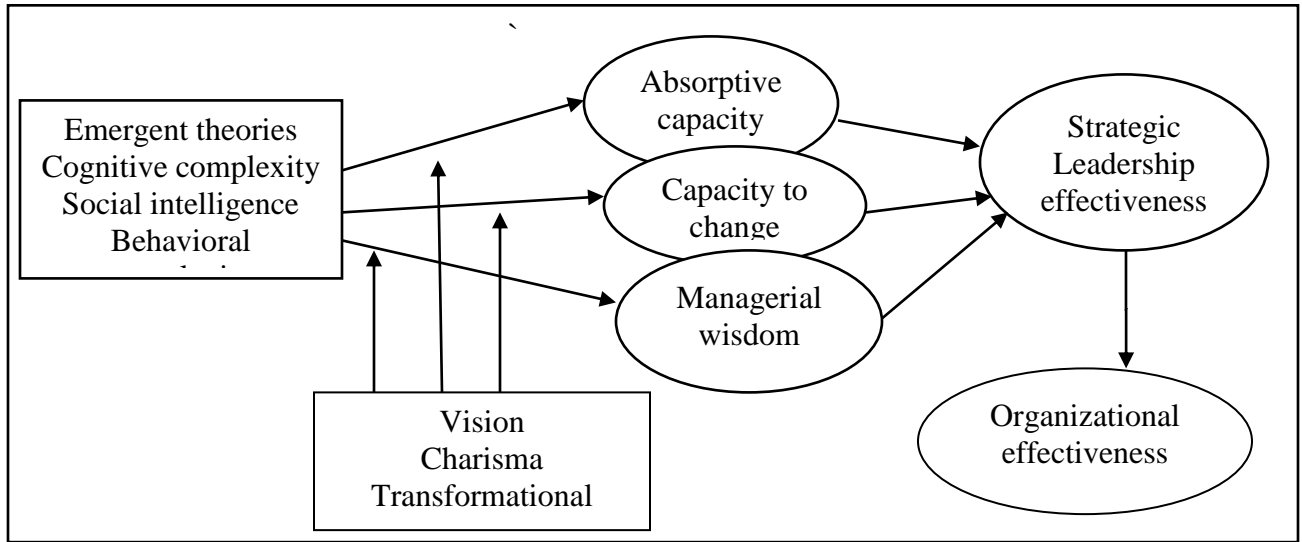 Emergent theories
Cognitive complexity
Social intelligence
Behavioral
Absorptive
capacity
Capacity to
change
Managerial
wisdom
Strategic
Leadership
effectiveness
Organizational
effectiveness
Vision
Charisma
Transformational